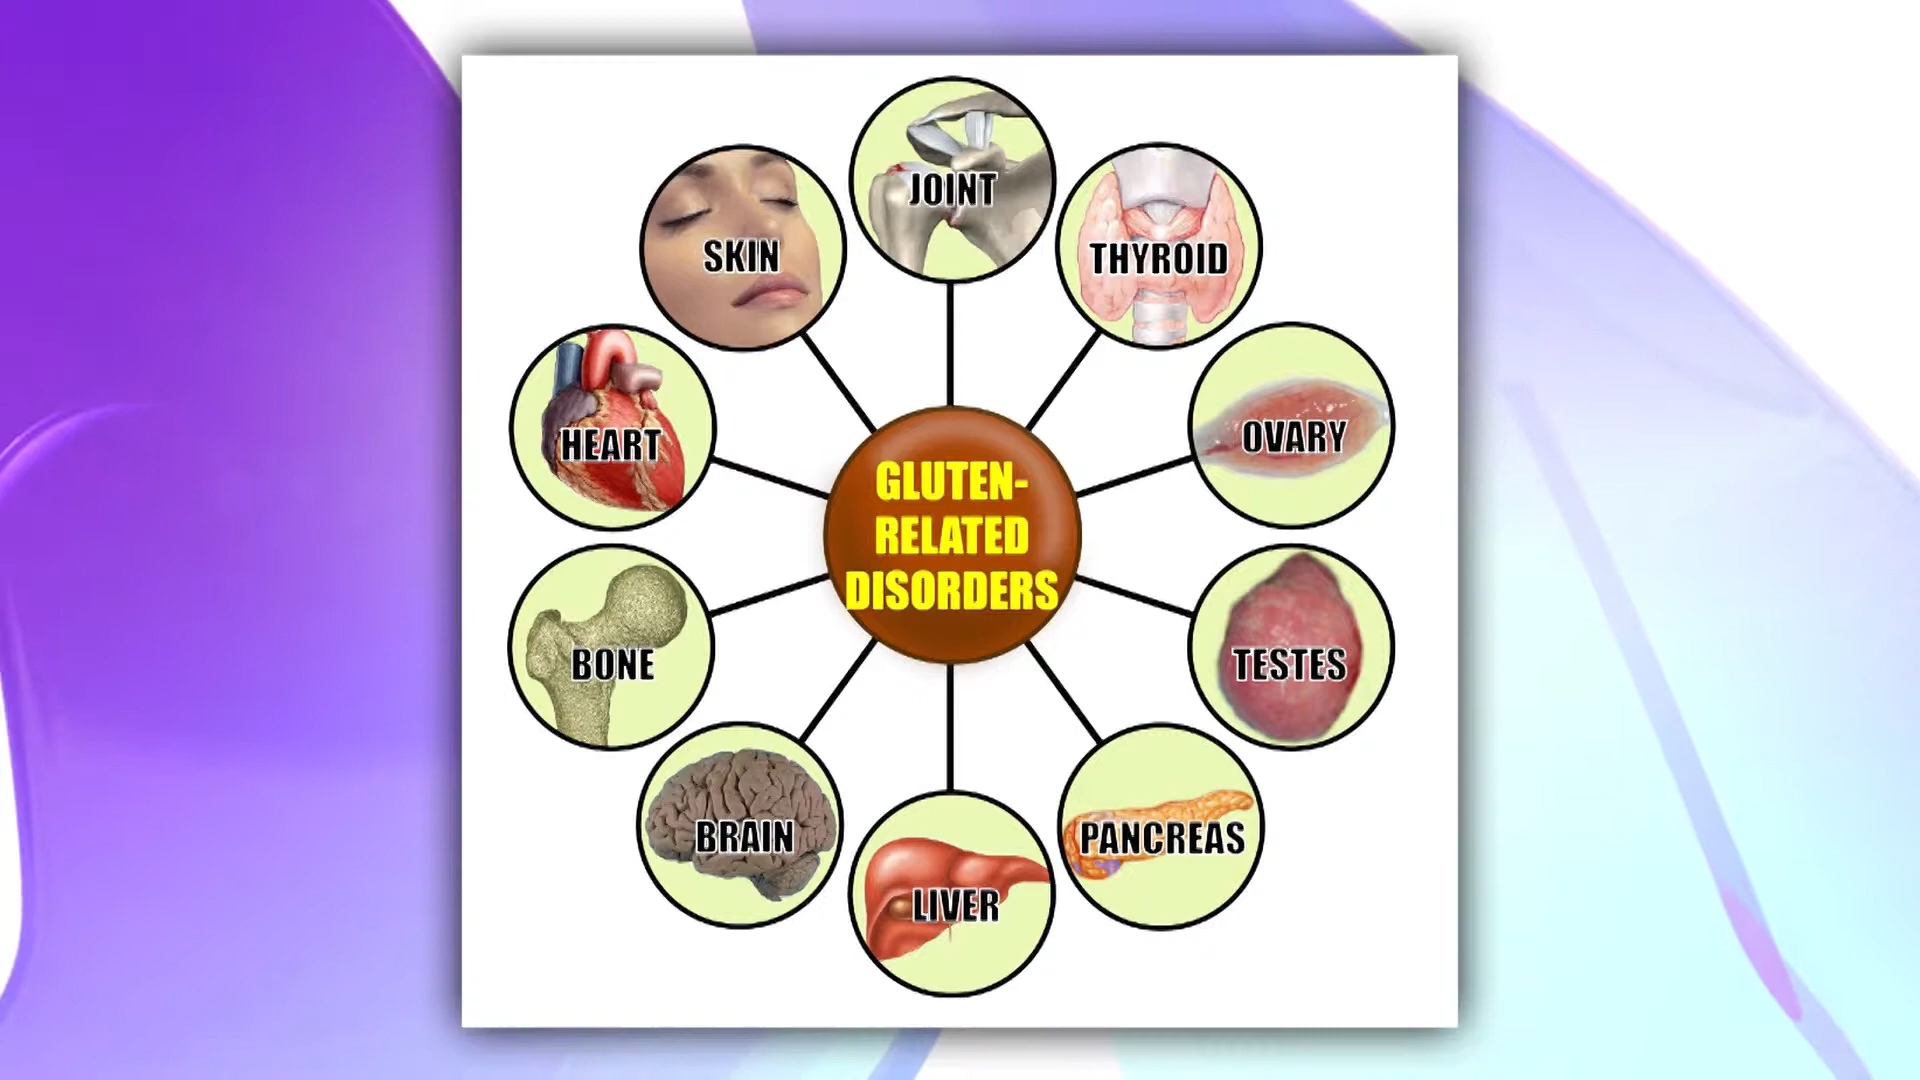 JOINT
SKIN
THYROID
HEART
OVARY
GLUTEN-
RELATED
DISORDERS
BONE
TESTES
BRAIN
PANCREAS
LIVER